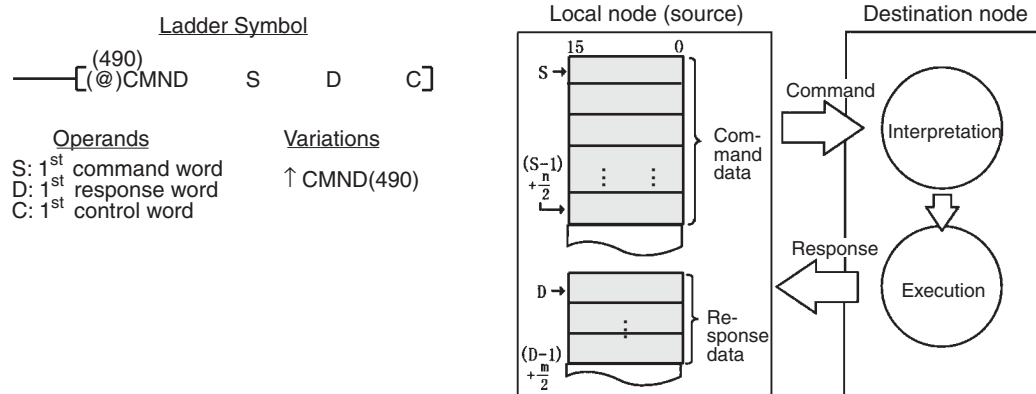 Ladder Symbol
(490)
(@)CMND S D C
Operands
S: 1st command word
D: 1st response word
C: 1st control word
Variations
↑ CMND(490)
Local node (source)
15 0
S→
(S-1)
+n/2
Com-
mand
data
D→
(D-1)
+m/2
Re-
sponse
data
Command
Response
Destination node
Interpretation
Execution